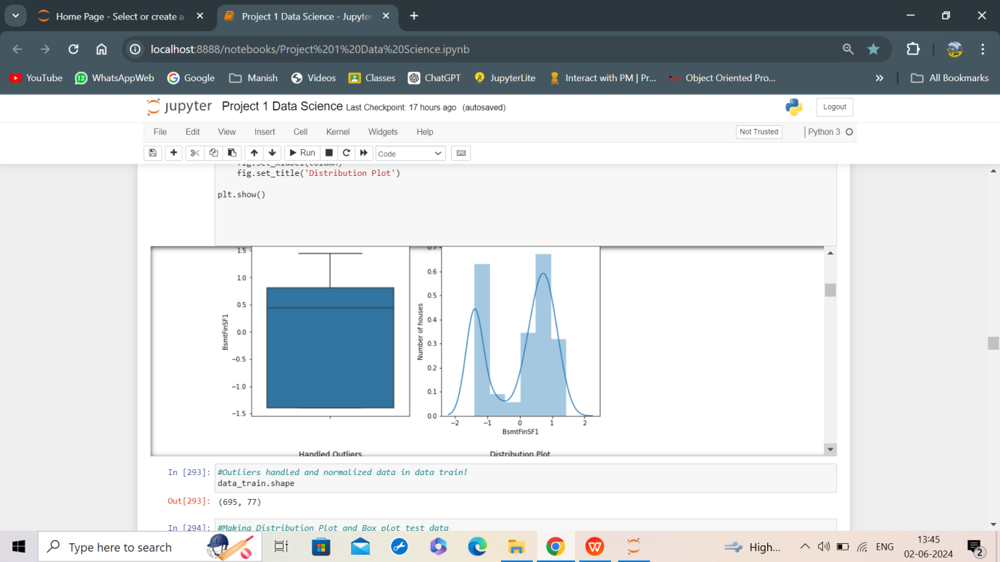 Home Page - Select or create a
Project 1 Data Science - Jupyter
localhost:8888/notebooks/Project%201%20Data%20Science.ipynb
YouTube
12
WhatsAppWeb
Google
Manish
Videos
Classes
ChatGPT
JupyterLite
Interact with PM | Pr...
Object Oriented Pro...
»
All Bookmarks
jupyter Project 1 Data Science Last Checkpoint: 17 hours ago (autosaved)
Logout
File Edit View Insert Cell Kernel Widgets Help
Not Trusted
Python 3
Run
Code
fig.set_xlabel(column)
fig.set_title('Distribution Plot')
plt.show()
1.5
1.0
0.5
0.0
−0.5
−1.0
−1.5
BsmtFinSF1
0.7
0.6
0.5
0.4
0.3
0.2
0.1
0.0
Number of houses
−2 −1 0 1 2
BsmtFinSF1
Handled Outliers
Distribution Plot
In [293]: #Outliers handled and normalized data in data train!
data_train.shape
Out[293]: (695, 77)
In [294]: #Making Distribution Plot and Box plot test data
Type here to search
High...
ENG
13:45
02-06-2024
2